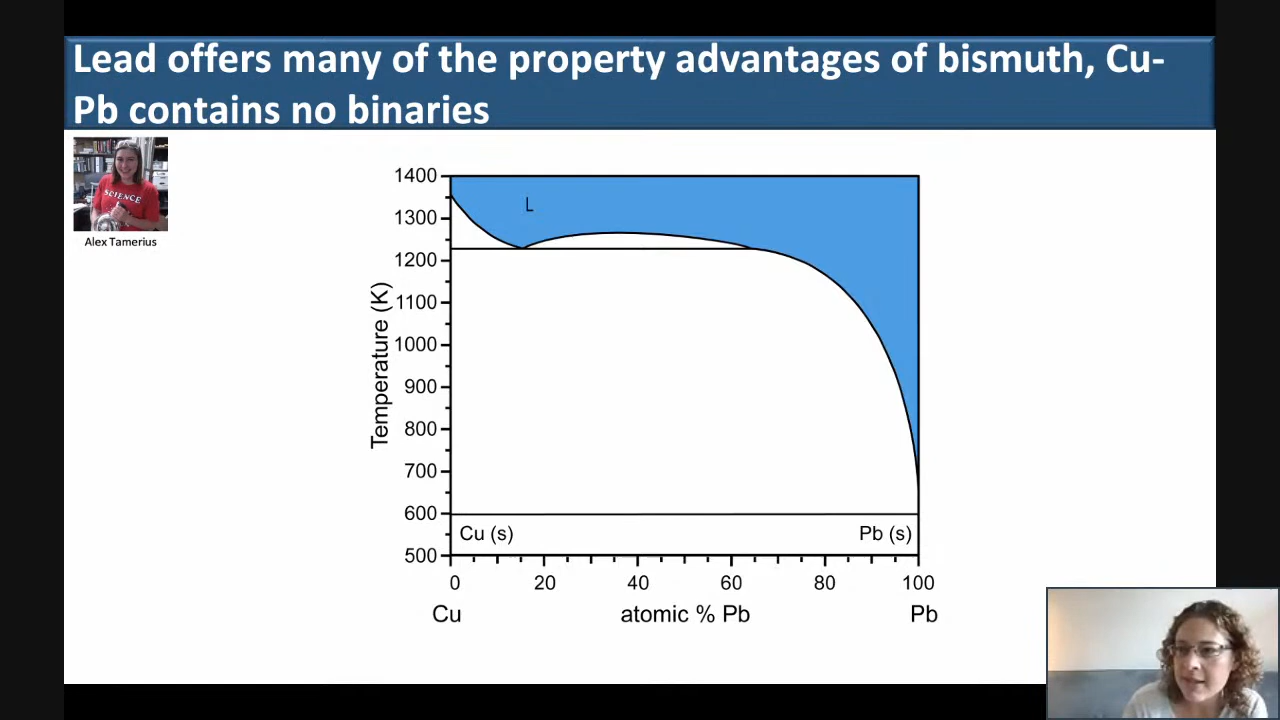 Lead offers many of the property advantages of bismuth, Cu-
Pb contains no binaries
SCIENCE
Alex Tamerius
1400
1300
1200
1100
1000
900
800
700
600
500
Temperature (K)
L
Cu (s)
Pb (s)
0 20 40 60 80 100
Cu atomic % Pb Pb